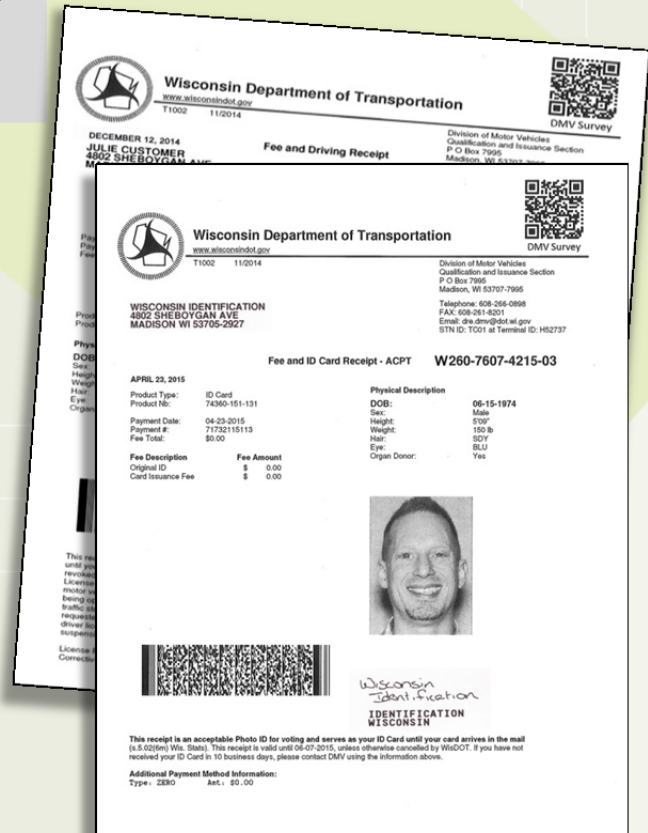 Wisconsin Department of Transportation
www.wisconsindot.gov
T1002 11/2014
DMV Survey
DECEMBER 12, 2014
JULIE CUSTOMER
4802 SHEBOYGAN AVE
Fee and Driving Receipt
Division of Motor Vehicles
Qualification and Issuance Section
P O Box 7995
Madison, WI 53707-7995
Wisconsin Department of Transportation
www.wisconsindot.gov
T1002 11/2014
DMV Survey
Division of Motor Vehicles
Qualification and Issuance Section
P O Box 7995
Madison, WI 53707-7995
Telephone: 608-266-0898
FAX: 608-261-8201
Email: dre.dmv@dot.wi.gov
STN ID: TC01 at Terminal ID: H52737
WISCONSIN IDENTIFICATION
4802 SHEBOYGAN AVE
MADISON WI 53705-2927
Fee and ID Card Receipt - ACPT W260-7607-4215-03
APRIL 23, 2015
Product Type: ID Card
Product Nb: 74360-151-131
Payment Date: 04-23-2015
Payment #: 71732115113
Fee Total: $0.00
Fee Description Fee Amount
Original ID $ 0.00
Card Issuance Fee $ 0.00
Physical Description
DOB: 06-15-1974
Sex: Male
Height: 5'09"
Weight: 150 lb
Hair: SDY
Eye: BLU
Organ Donor: Yes
Wisconsin
Identification
IDENTIFICATION
WISCONSIN
This receipt is an acceptable Photo ID for voting and serves as your ID Card until your card arrives in the mail
(s.5.02(6m) Wis. Stats). This receipt is valid until 06-07-2015, unless otherwise cancelled by WisDOT. If you have not
received your ID Card in 10 business days, please contact DMV using the information above.
Additional Payment Method Information:
Type: ZERO Amt: $0.00